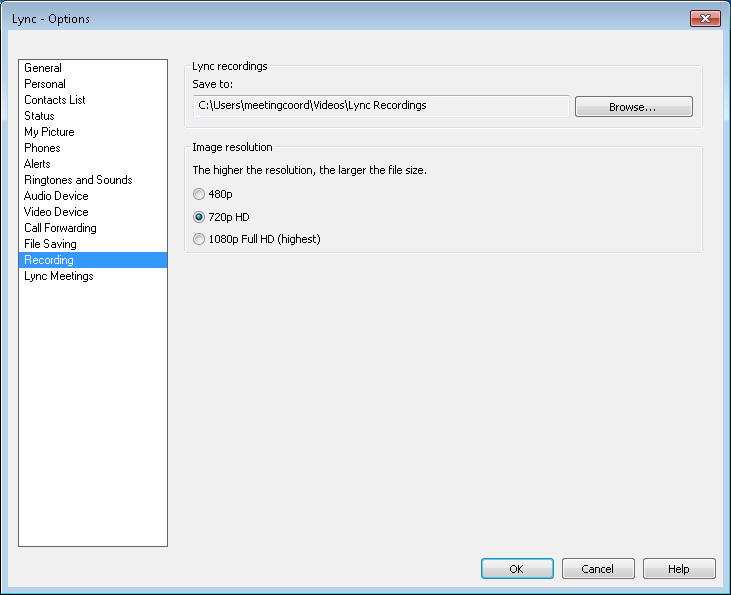 Lync - Options
General
Personal
Contacts List
Status
My Picture
Phones
Alerts
Ringtones and Sounds
Audio Device
Video Device
Call Forwarding
File Saving
Recording
Lync Meetings
Lync recordings
Save to:
C:\Users\meetingcoord\Videos\Lync Recordings
Browse...
Image resolution
The higher the resolution, the larger the file size.
480p
720p HD
1080p Full HD (highest)
OK
Cancel
Help